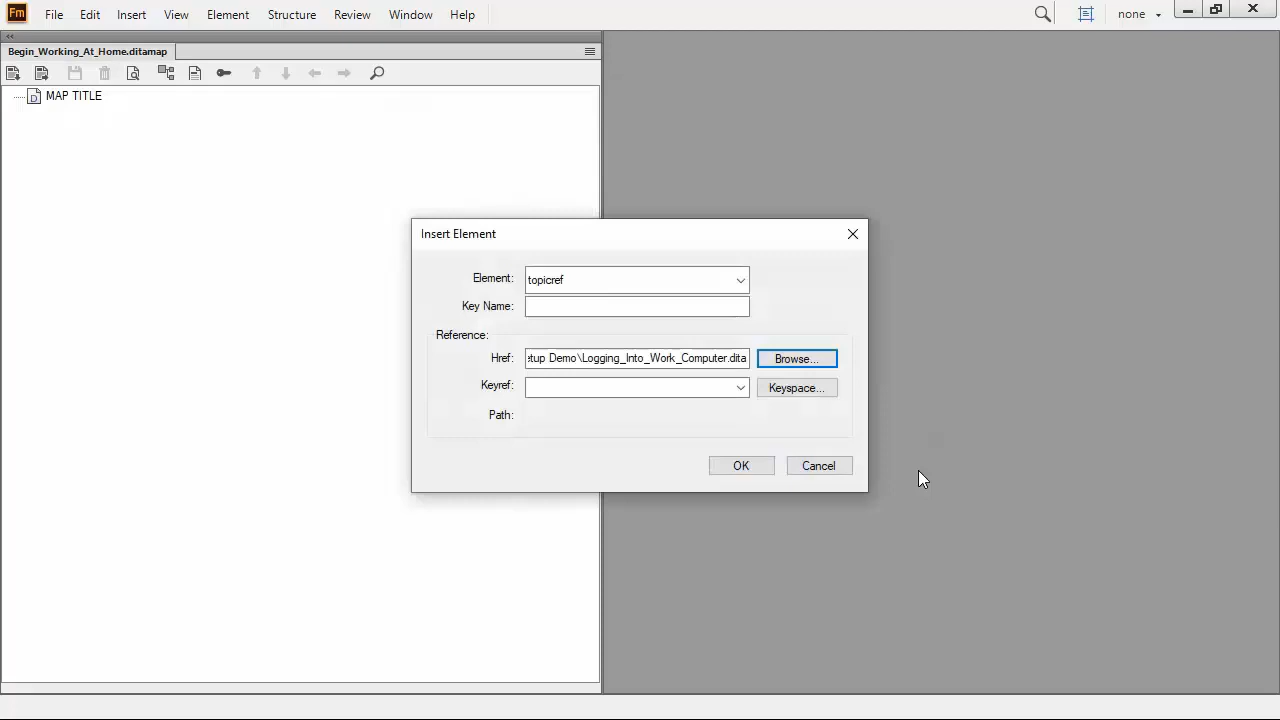 Fm File Edit Insert View Element Structure Review Window Help none
Begin_Working_At_Home.ditamap
MAP TITLE
Insert Element
Element: topicref
Key Name:
Reference:
Href: tup Demo\Logging_Into_Work_Computer.dita Browse...
Keyref: Keyspace...
Path:
OK Cancel